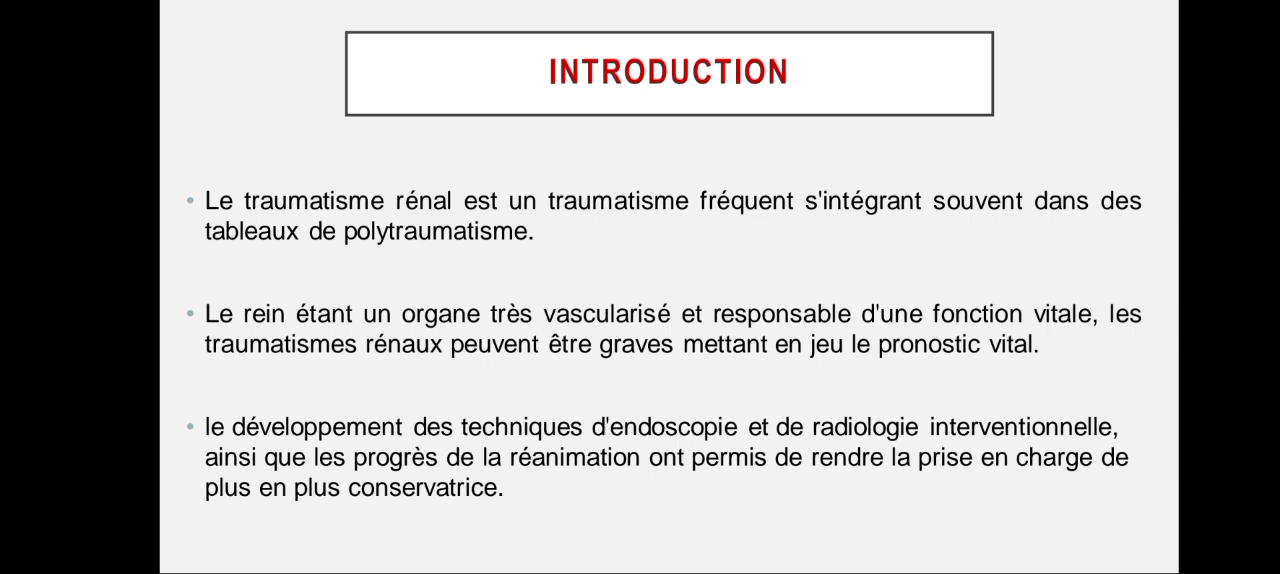 INTRODUCTION
• Le traumatisme rénal est un traumatisme fréquent s'intégrant souvent dans des
tableaux de polytraumatisme.
• Le rein étant un organe très vascularisé et responsable d'une fonction vitale, les
traumatismes rénaux peuvent être graves mettant en jeu le pronostic vital.
• le développement des techniques d'endoscopie et de radiologie interventionnelle,
ainsi que les progrès de la réanimation ont permis de rendre la prise en charge de
plus en plus conservatrice.